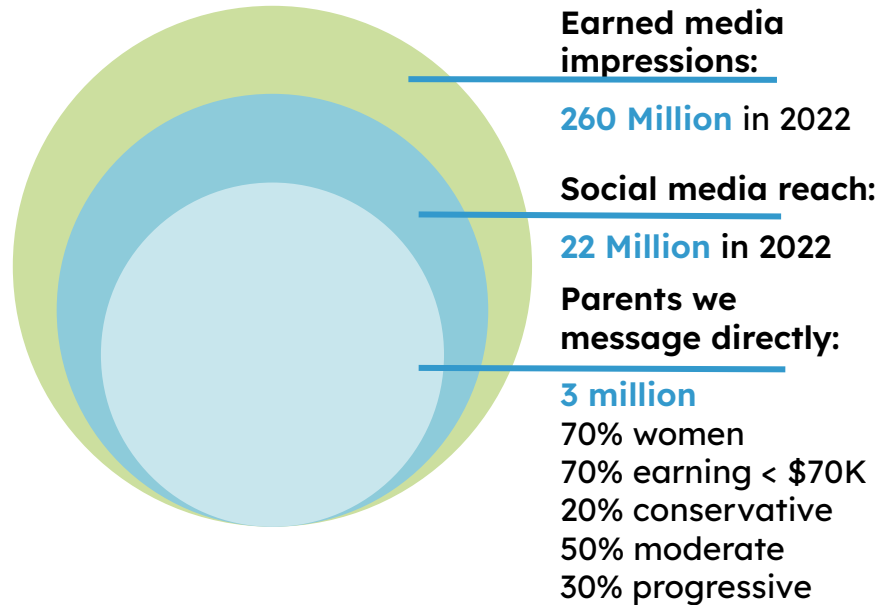 Earned media
impressions:
260 Million in 2022
Social media reach:
22 Million in 2022
Parents we
message directly:
3 million
70% women
70% earning < $70K
20% conservative
50% moderate
30% progressive